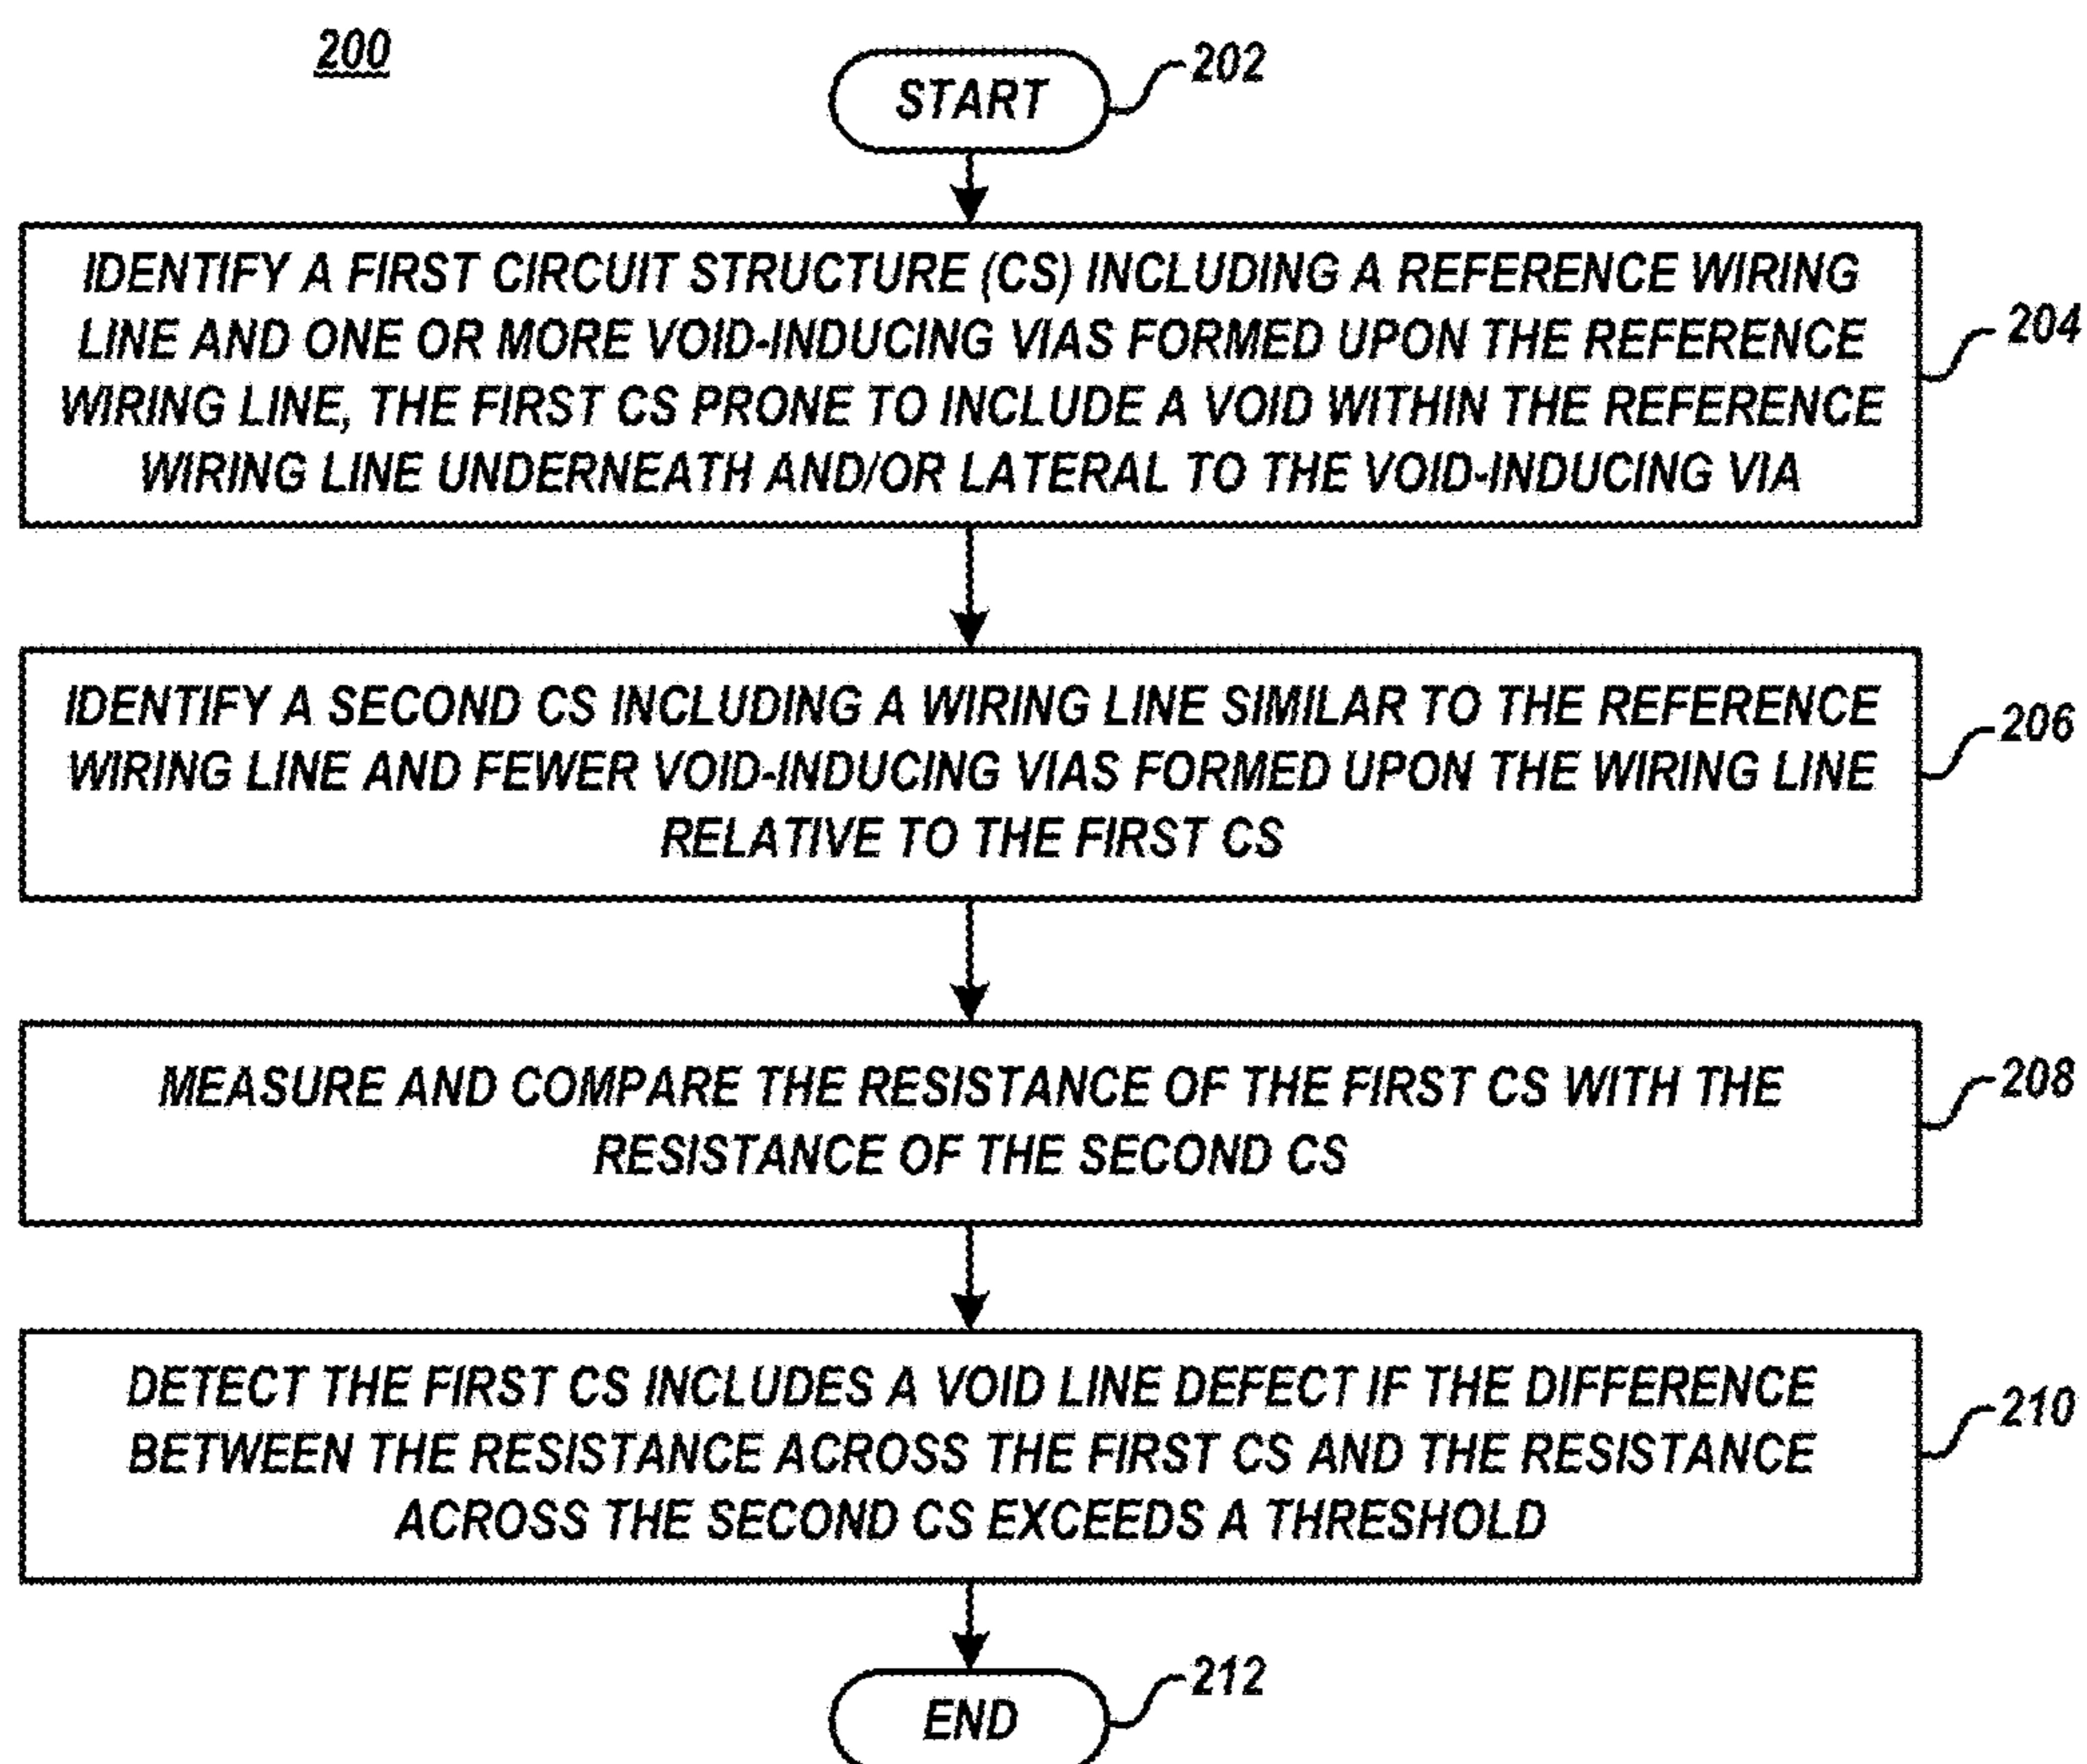 200
START
202
IDENTIFY A FIRST CIRCUIT STRUCTURE (CS) INCLUDING A REFERENCE WIRING
LINE AND ONE OR MORE VOID-INDUCING VIAS FORMED UPON THE REFERENCE
WIRING LINE, THE FIRST CS PRONE TO INCLUDE A VOID WITHIN THE REFERENCE
WIRING LINE UNDERNEATH AND/OR LATERAL TO THE VOID-INDUCING VIA
204
IDENTIFY A SECOND CS INCLUDING A WIRING LINE SIMILAR TO THE REFERENCE
WIRING LINE AND FEWER VOID-INDUCING VIAS FORMED UPON THE WIRING LINE
RELATIVE TO THE FIRST CS
206
MEASURE AND COMPARE THE RESISTANCE OF THE FIRST CS WITH THE
RESISTANCE OF THE SECOND CS
208
DETECT THE FIRST CS INCLUDES A VOID LINE DEFECT IF THE DIFFERENCE
BETWEEN THE RESISTANCE ACROSS THE FIRST CS AND THE RESISTANCE
ACROSS THE SECOND CS EXCEEDS A THRESHOLD
210
END
212